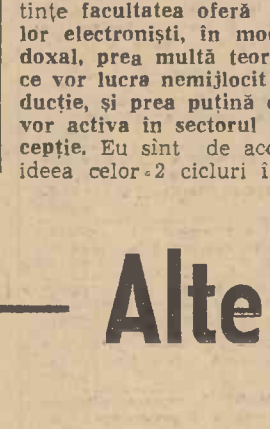 tințe facultatea oferă
lor electroniști, în mo
doxal, prea multă teor
ce vor lucra nemijlocit
ducție, și prea puțină
vor activa în sectorul
cepție. Eu sînt de acc
ideea celor 2 cicluri î
— Alte